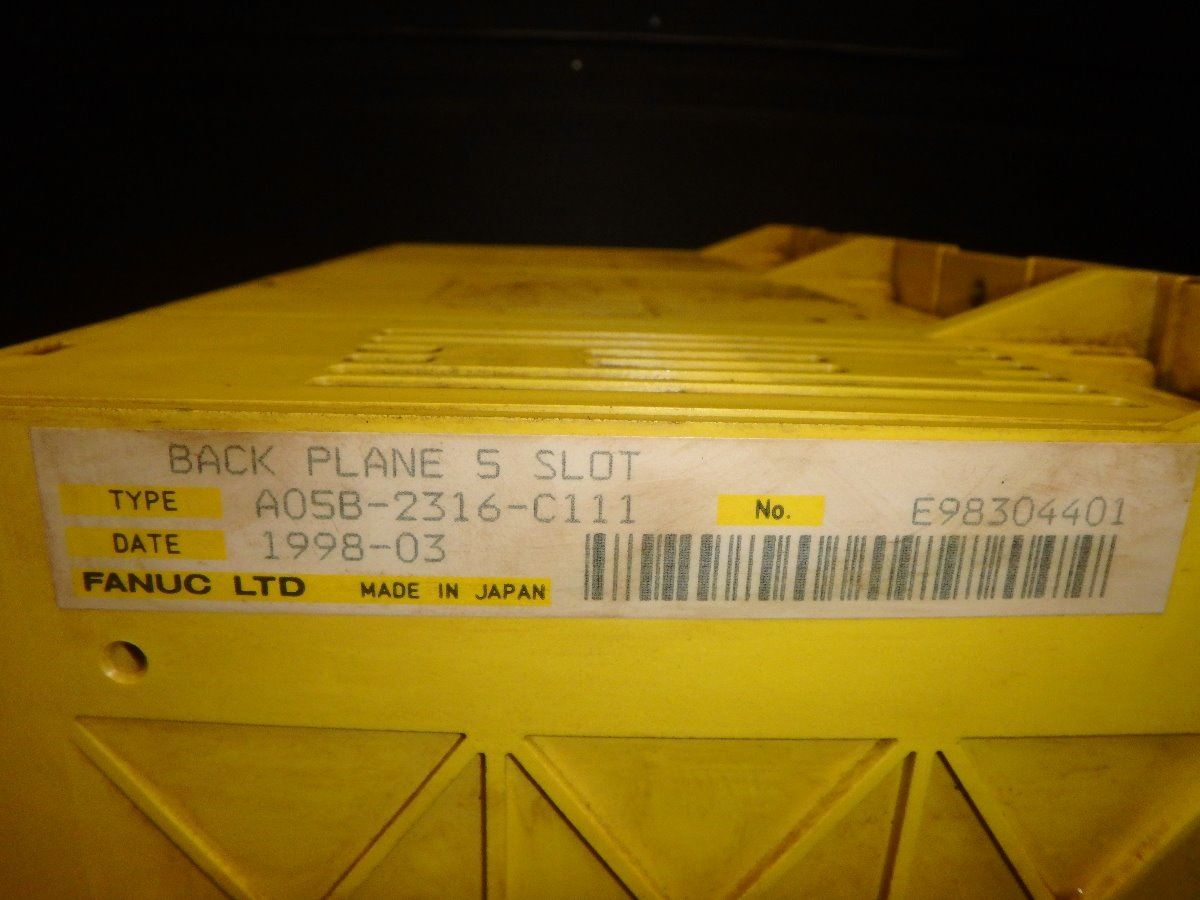 BACK PLANE 5 SLOT
TYPE A05B-2316-C111 No. E98304401
DATE 1998-03
FANUC LTD MADE IN JAPAN